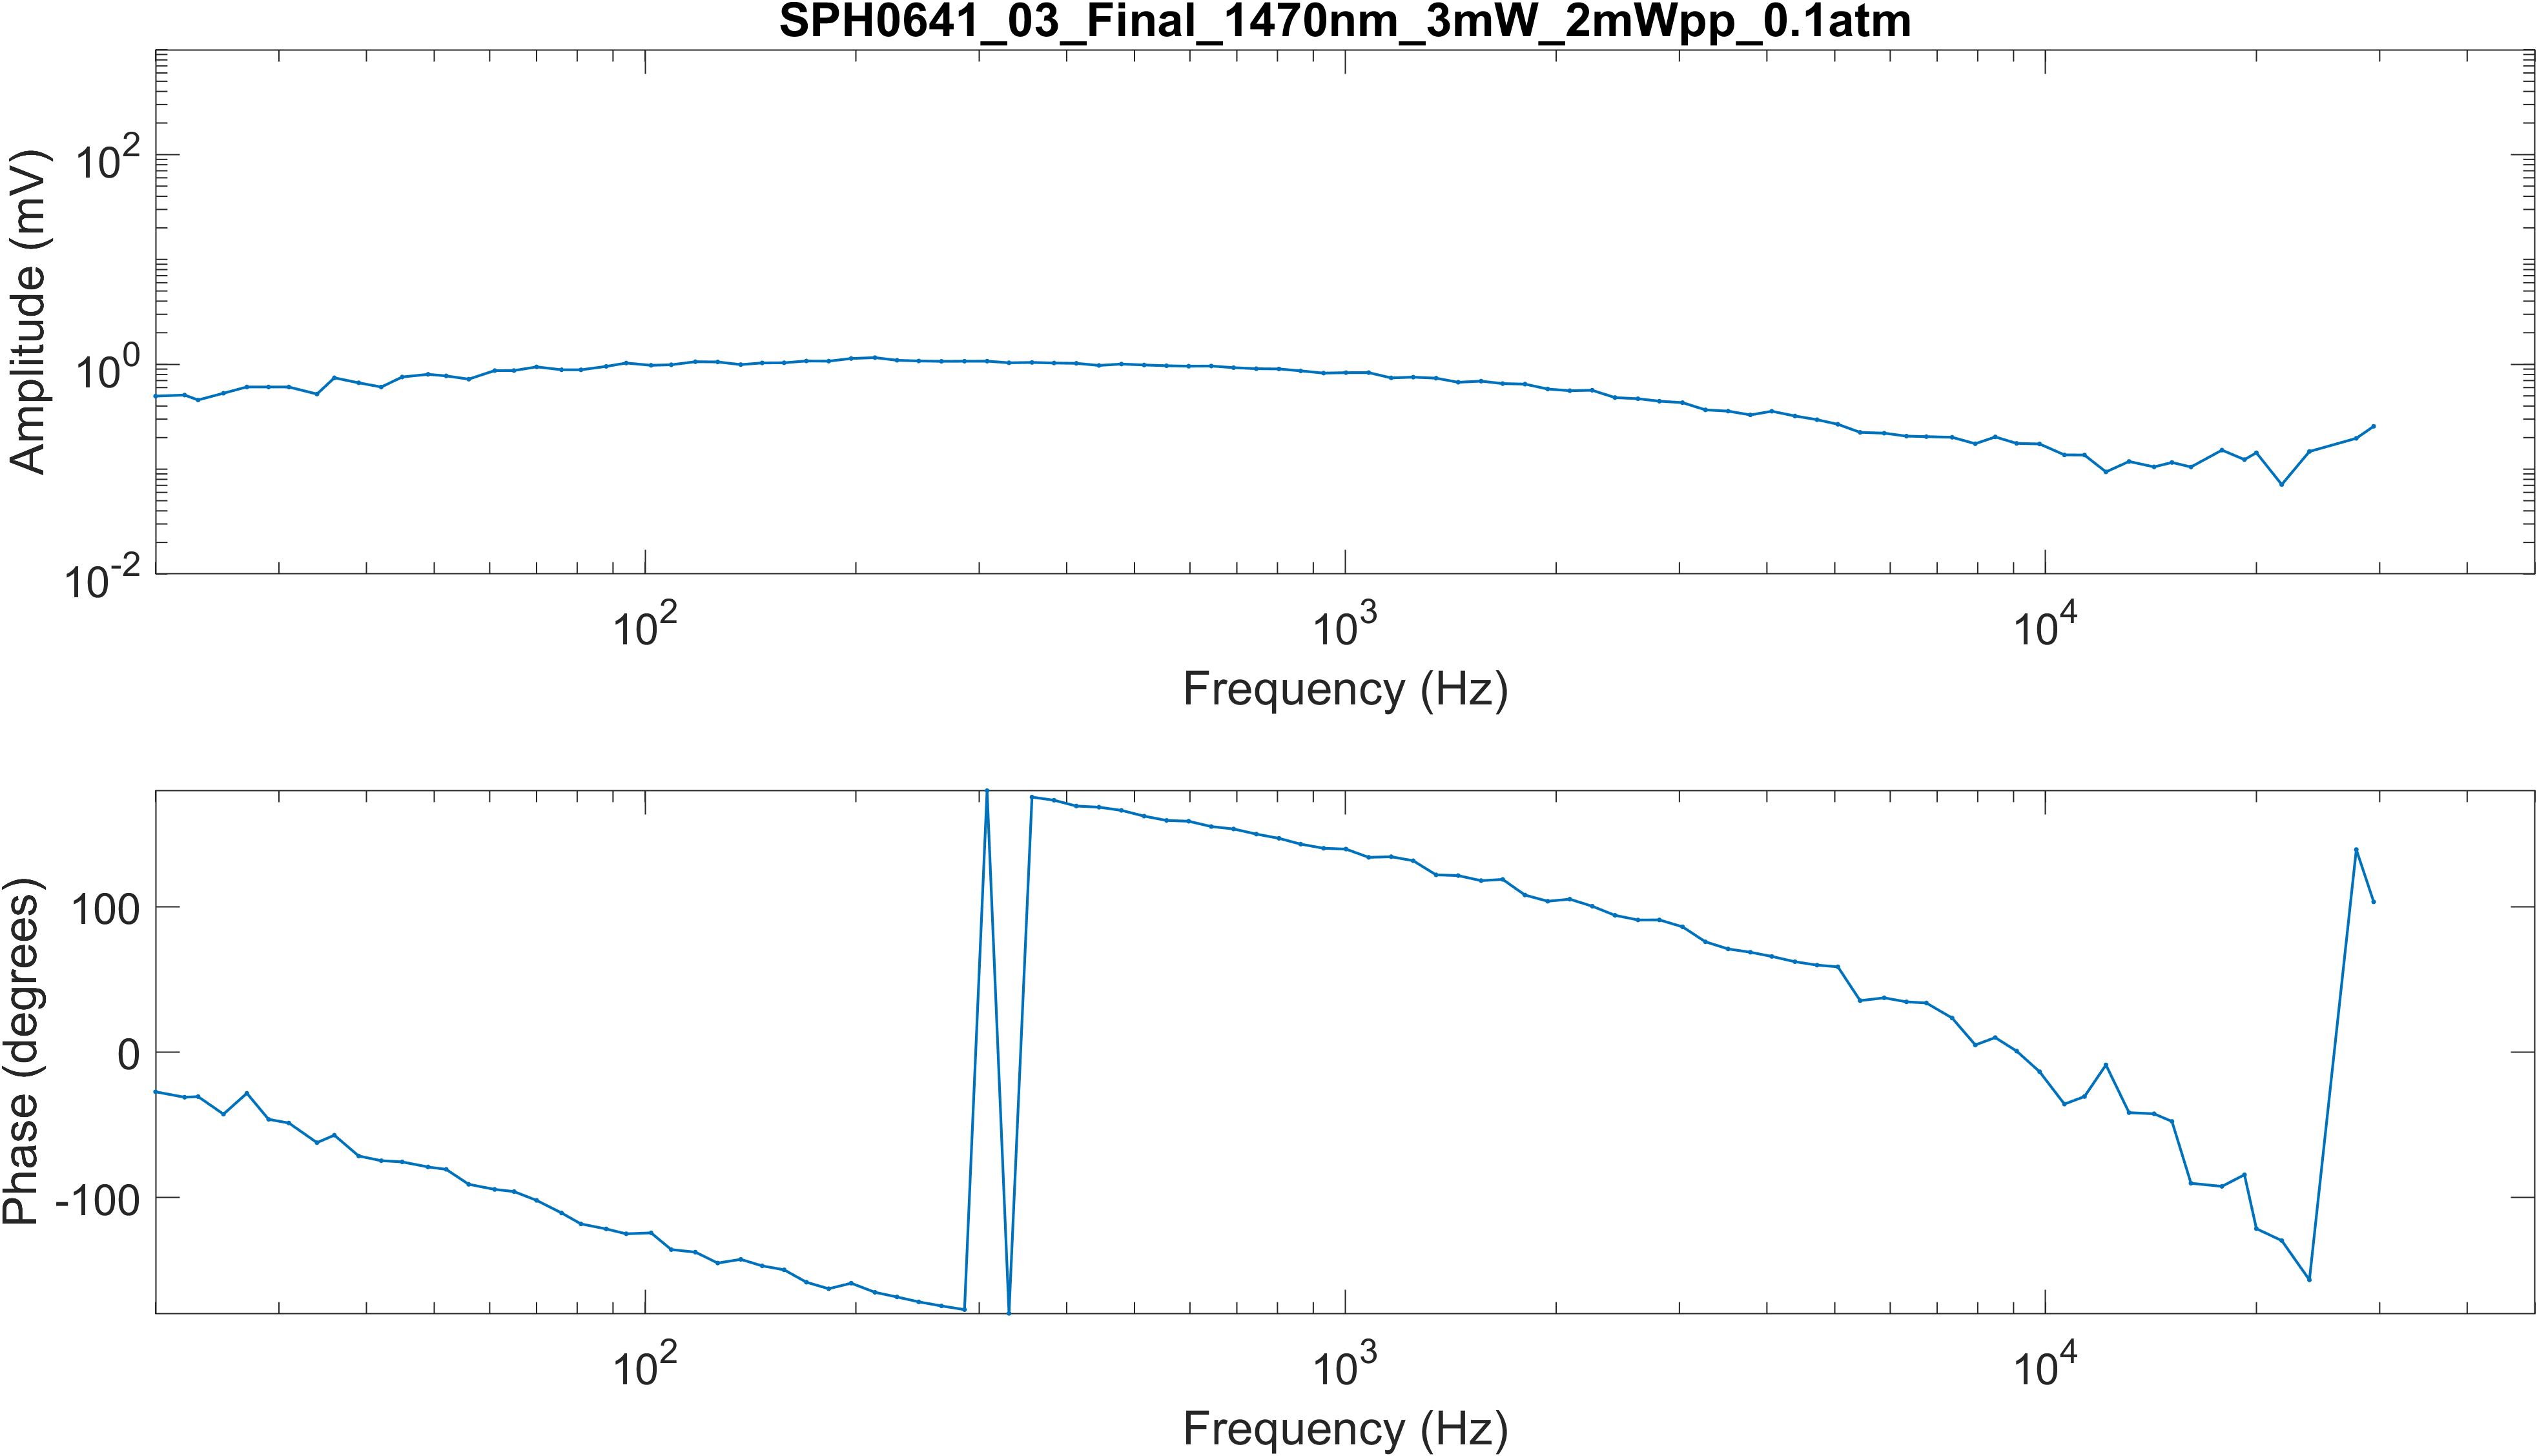 SPH0641_03_Final_1470nm_3mW_2mWpp_0.1atm
Amplitude (mV)
10^2
10^0
10^-2
10^2
10^3
10^4
Frequency (Hz)
Phase (degrees)
100
0
-100
10^2
10^3
10^4
Frequency (Hz)